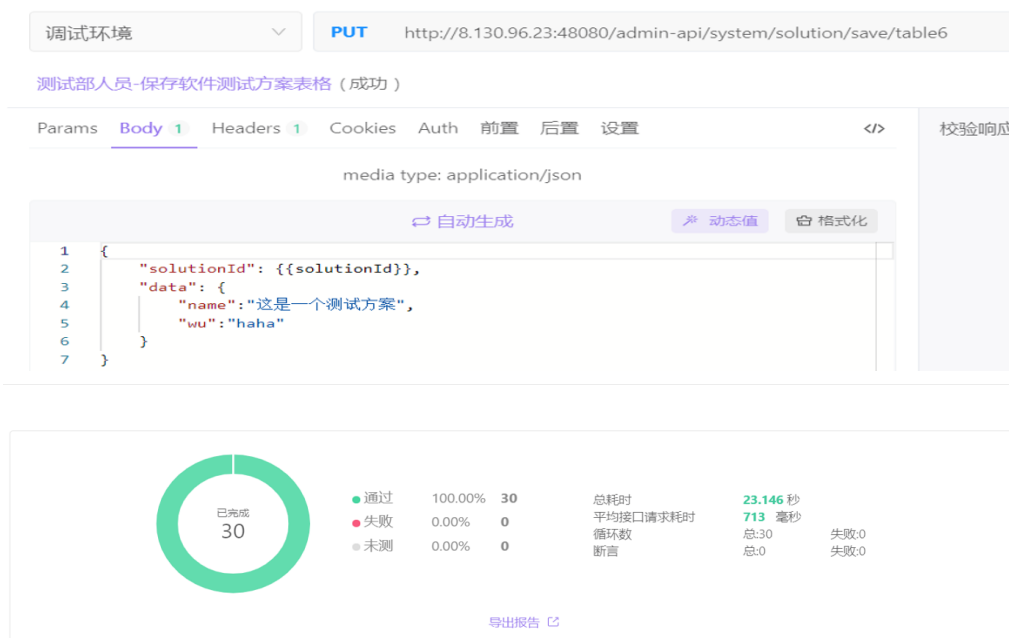 调试环境
PUT http://8.130.96.23:48080/admin-api/system/solution/save/table6
测试部人员-保存软件测试方案表格 ( 成功 )
Params Body 1 Headers 1 Cookies Auth 前置 后置 设置 </> 校验响应
media type: application/json
自动生成 动态值 格式化
1 {
2 "solutionId": {{solutionId}},
3 "data": {
4 "name":"这是一个测试方案",
5 "wu":"haha"
6 }
7 }
已完成
30
通过 100.00% 30
失败 0.00% 0
未测 0.00% 0
总耗时 23.146 秒
平均接口请求耗时 713 毫秒
循环数 总:30 失败:0
断言 总:0 失败:0
导出报告